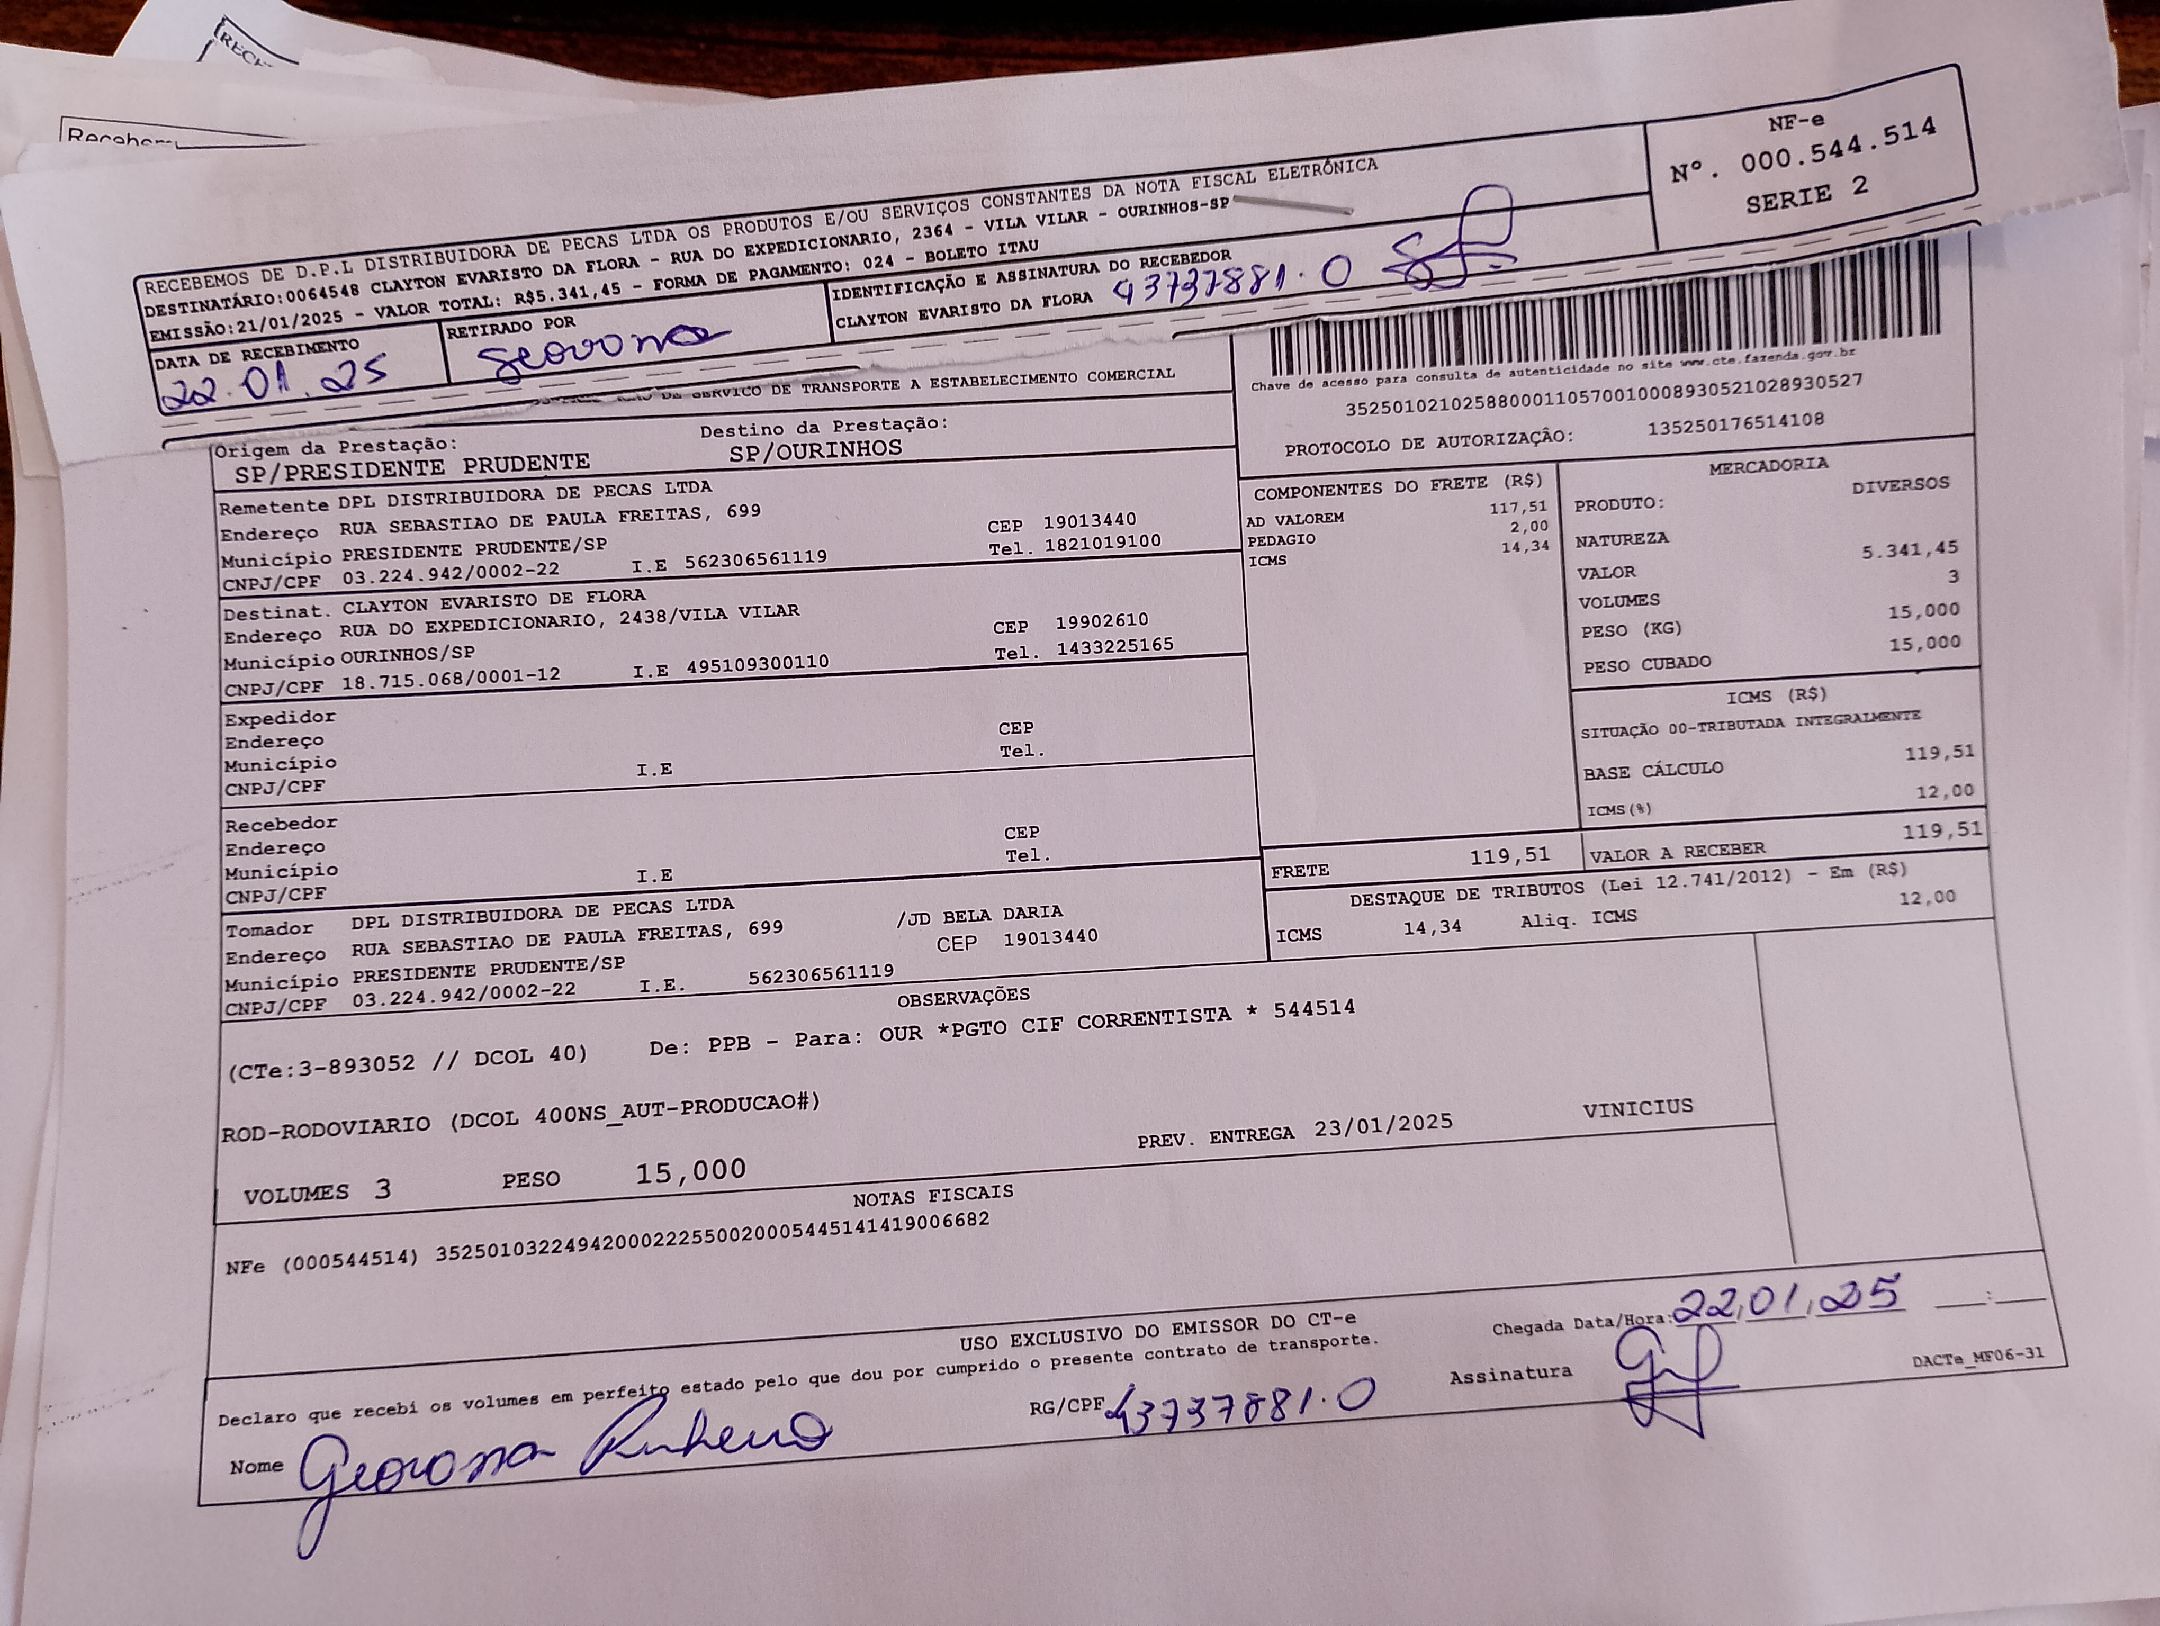 RECE
Recebem
RECEBEMOS DE D.P.L DISTRIBUIDORA DE PECAS LTDA OS PRODUTOS E/OU SERVIÇOS CONSTANTES DA NOTA FISCAL ELETRÔNICA
DESTINATÁRIO:0064548 CLAYTON EVARISTO DA FLORA - RUA DO EXPEDICIONARIO, 2364 - VILA VILAR - OURINHOS-SP
EMISSÃO:21/01/2025 - VALOR TOTAL: R$5.341,45 - FORMA DE PAGAMENTO: 024 - BOLETO ITAU
NF-e
Nº. 000.544.514
SERIE 2
DATA DE RECEBIMENTO
22.01.25
RETIRADO POR
Geovana
IDENTIFICAÇÃO E ASSINATURA DO RECEBEDOR
CLAYTON EVARISTO DA FLORA 43737881.0
DE SERVICO DE TRANSPORTE A ESTABELECIMENTO COMERCIAL
Chave de acesso para consulta de autenticidade no site www.cte.fazenda.gov.br
35250102102588000110570010008930521028930527
PROTOCOLO DE AUTORIZAÇÃO: 135250176514108
Origem da Prestação: Destino da Prestação:
SP/PRESIDENTE PRUDENTE SP/OURINHOS
Remetente DPL DISTRIBUIDORA DE PECAS LTDA
Endereço RUA SEBASTIAO DE PAULA FREITAS, 699 CEP 19013440
Município PRESIDENTE PRUDENTE/SP Tel. 1821019100
CNPJ/CPF 03.224.942/0002-22 I.E 562306561119
Destinat. CLAYTON EVARISTO DE FLORA
Endereço RUA DO EXPEDICIONARIO, 2438/VILA VILAR CEP 19902610
Município OURINHOS/SP Tel. 1433225165
CNPJ/CPF 18.715.068/0001-12 I.E 495109300110
Expedidor
Endereço CEP
Município Tel.
CNPJ/CPF I.E
Recebedor
Endereço CEP
Município Tel.
CNPJ/CPF I.E
Tomador DPL DISTRIBUIDORA DE PECAS LTDA
Endereço RUA SEBASTIAO DE PAULA FREITAS, 699 /JD BELA DARIA
Município PRESIDENTE PRUDENTE/SP CEP 19013440
CNPJ/CPF 03.224.942/0002-22 I.E. 562306561119
COMPONENTES DO FRETE (R$)
AD VALOREM 117,51
PEDAGIO 2,00
ICMS 14,34
MERCADORIA
PRODUTO: DIVERSOS
NATUREZA
VALOR 5.341,45
VOLUMES 3
PESO (KG) 15,000
PESO CUBADO 15,000
ICMS (R$)
SITUAÇÃO 00-TRIBUTADA INTEGRALMENTE
BASE CÁLCULO 119,51
ICMS(%) 12,00
FRETE 119,51 VALOR A RECEBER 119,51
DESTAQUE DE TRIBUTOS (Lei 12.741/2012) - Em (R$)
ICMS 14,34 Aliq. ICMS 12,00
OBSERVAÇÕES
(CTe:3-893052 // DCOL 40) De: PPB - Para: OUR *PGTO CIF CORRENTISTA * 544514
ROD-RODOVIARIO (DCOL 400NS_AUT-PRODUCAO#)
PREV. ENTREGA 23/01/2025 VINICIUS
VOLUMES 3 PESO 15,000
NOTAS FISCAIS
NFe (000544514) 35250103224942000222550020005445141419006682
USO EXCLUSIVO DO EMISSOR DO CT-e
Declaro que recebi os volumes em perfeito estado pelo que dou por cumprido o presente contrato de transporte.
Chegada Data/Hora: 22/01/25 __:__
Nome Geovana RG/CPF 43737881.0 Assinatura
DACTe_MF06-31